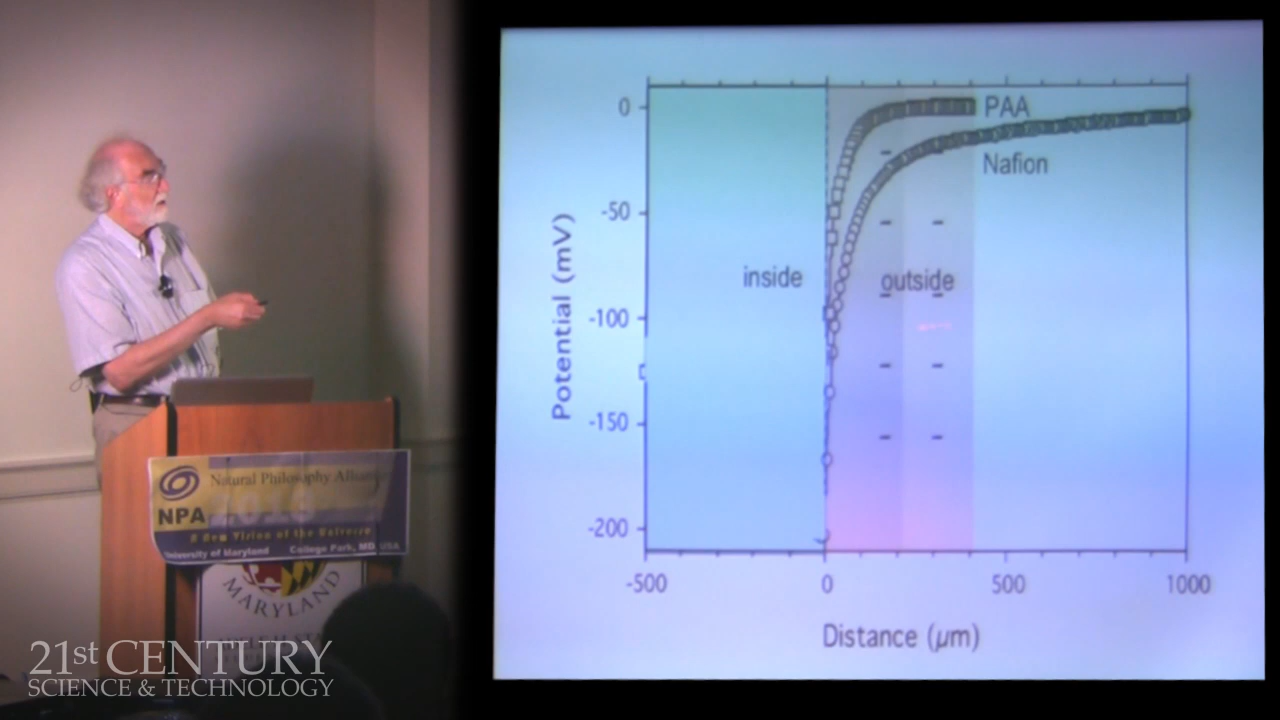 0
-50
-100
-150
-200
Potential (mV)
PAA
Nafion
inside
outside
-500
0
500
1000
Distance (μm)
Natural Philosophy
NPA
A New Vision of the Universe
University of Maryland College Park, MD USA
MARYLAND
21st CENTURY
SCIENCE & TECHNOLOGY